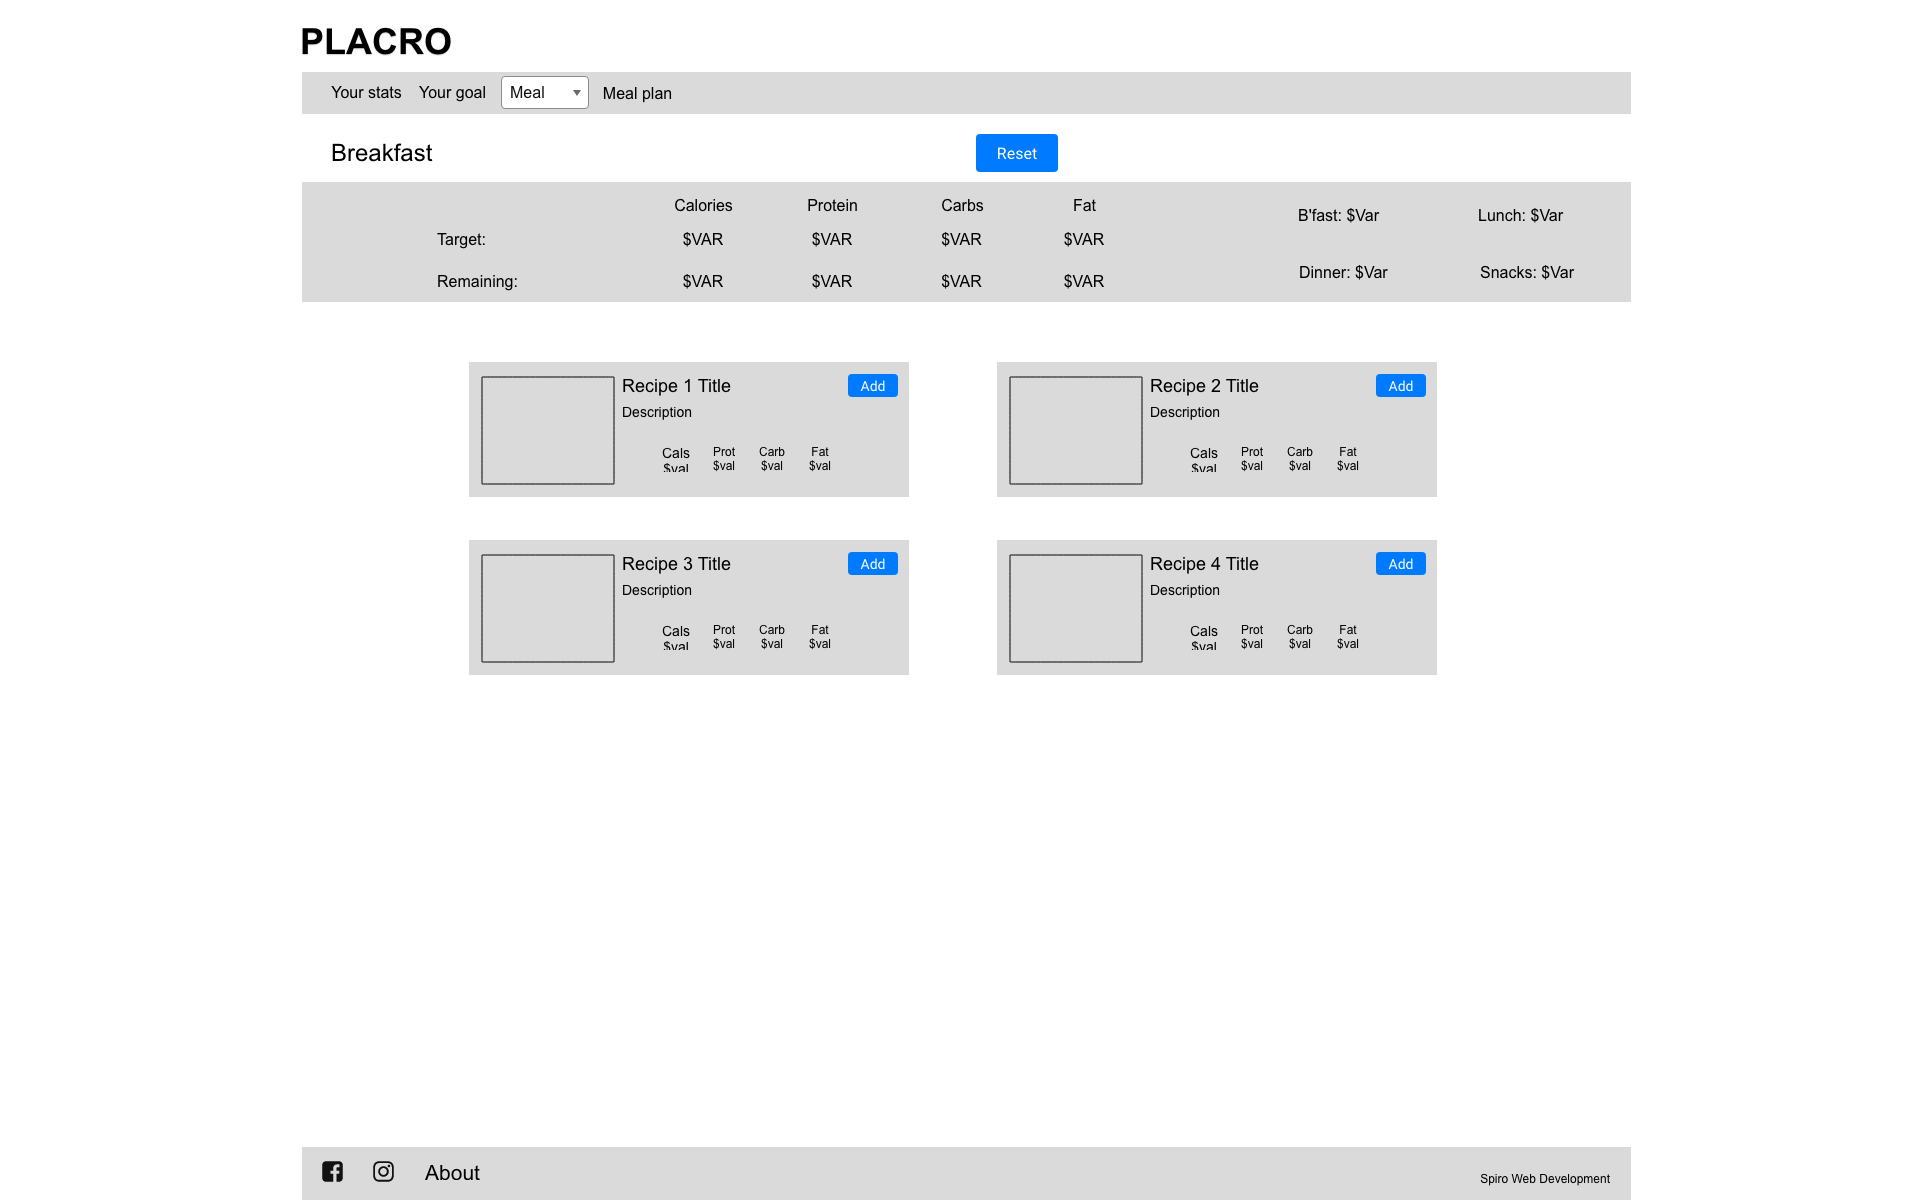 PLACRO
Your stats Your goal Meal Meal plan
Breakfast Reset
Calories Protein Carbs Fat
Target: $VAR $VAR $VAR $VAR
Remaining: $VAR $VAR $VAR $VAR
B'fast: $Var Lunch: $Var
Dinner: $Var Snacks: $Var
Recipe 1 Title Add
Description
Cals Prot Carb Fat
$val $val $val $val
Recipe 2 Title Add
Description
Cals Prot Carb Fat
$val $val $val $val
Recipe 3 Title Add
Description
Cals Prot Carb Fat
$val $val $val $val
Recipe 4 Title Add
Description
Cals Prot Carb Fat
$val $val $val $val
About
Spiro Web Development